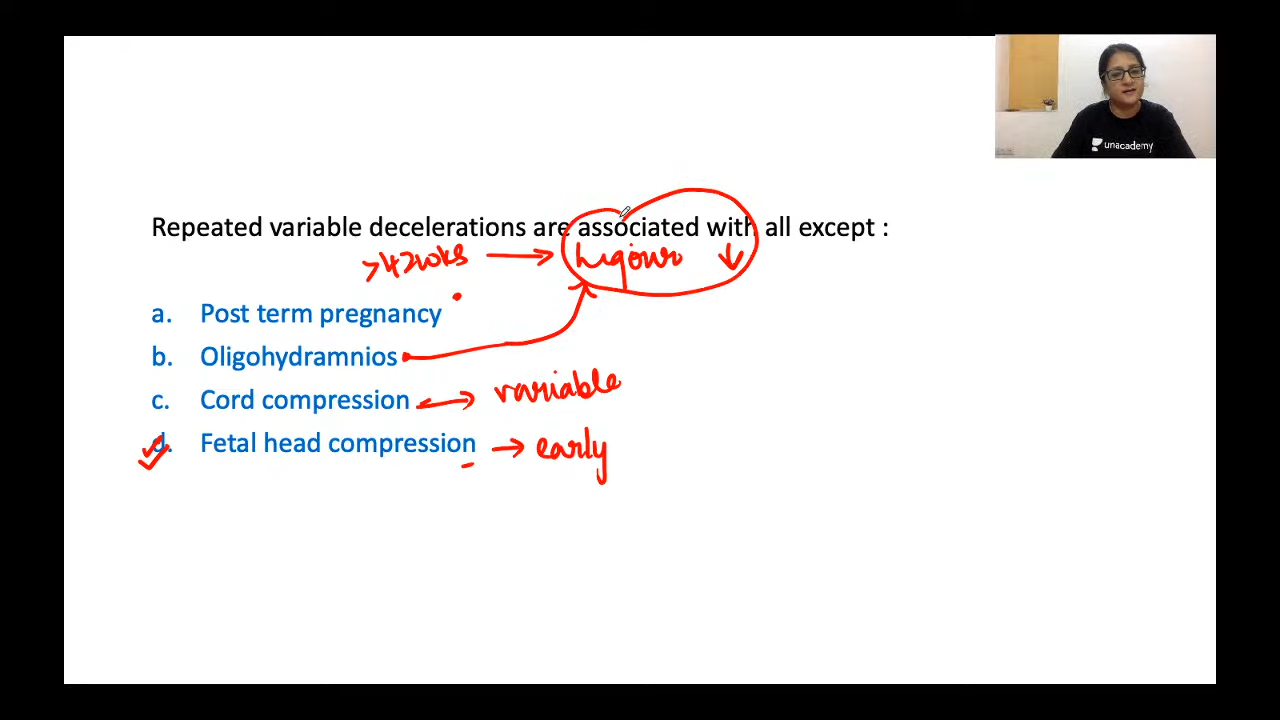 unacademy
Repeated variable decelerations are associated with all except :
>42wks → liqour ↓
a. Post term pregnancy
b. Oligohydramnios
c. Cord compression → variable
d. Fetal head compression → early